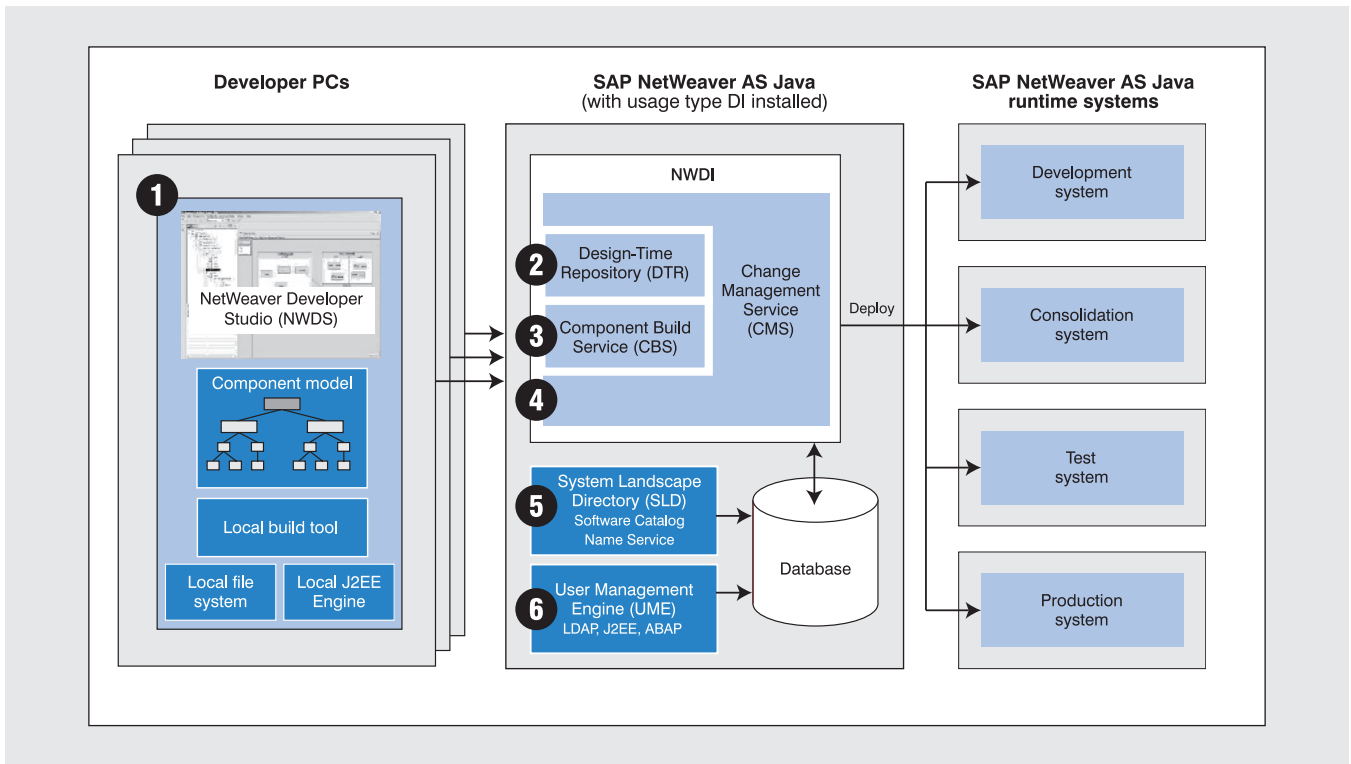 Developer PCs
1
NetWeaver Developer
Studio (NWDS)
Component model
Local build tool
Local file
system
Local J2EE
Engine
SAP NetWeaver AS Java
(with usage type DI installed)
NWDI
2
Design-Time
Repository (DTR)
3
Component Build
Service (CBS)
4
Change
Management
Service
(CMS)
5
System Landscape
Directory (SLD)
Software Catalog
Name Service
6
User Management
Engine (UME)
LDAP, J2EE, ABAP
Database
Deploy
SAP NetWeaver AS Java
runtime systems
Development
system
Consolidation
system
Test
system
Production
system